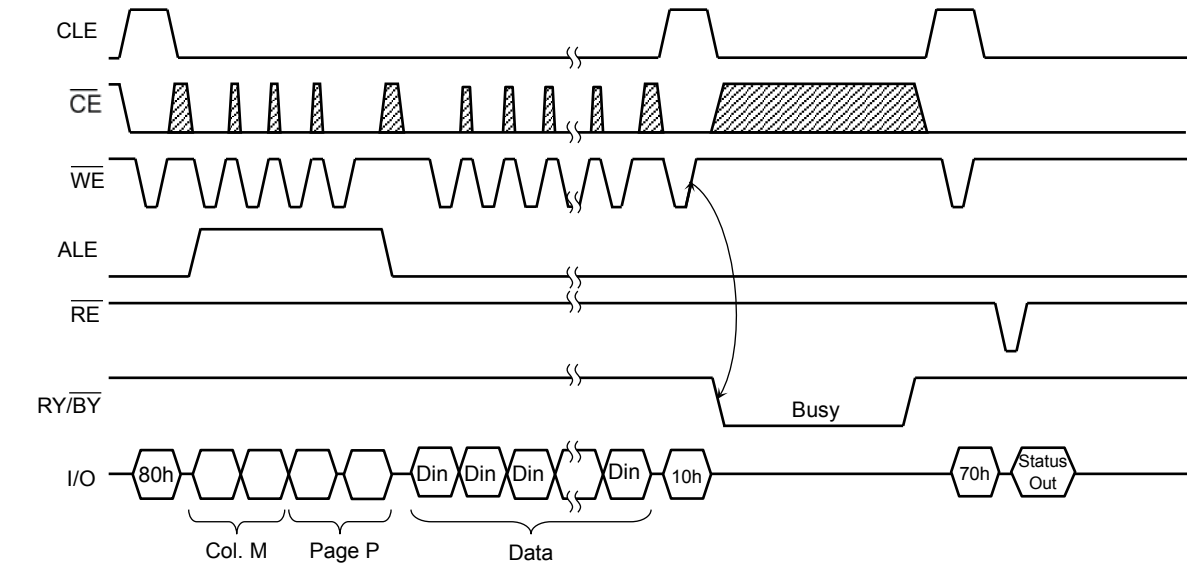 CLE
CE
WE
ALE
RE
RY/BY
Busy
I/O
80h
Din
Din
Din
Din
10h
70h
Status
Out
Col. M
Page P
Data